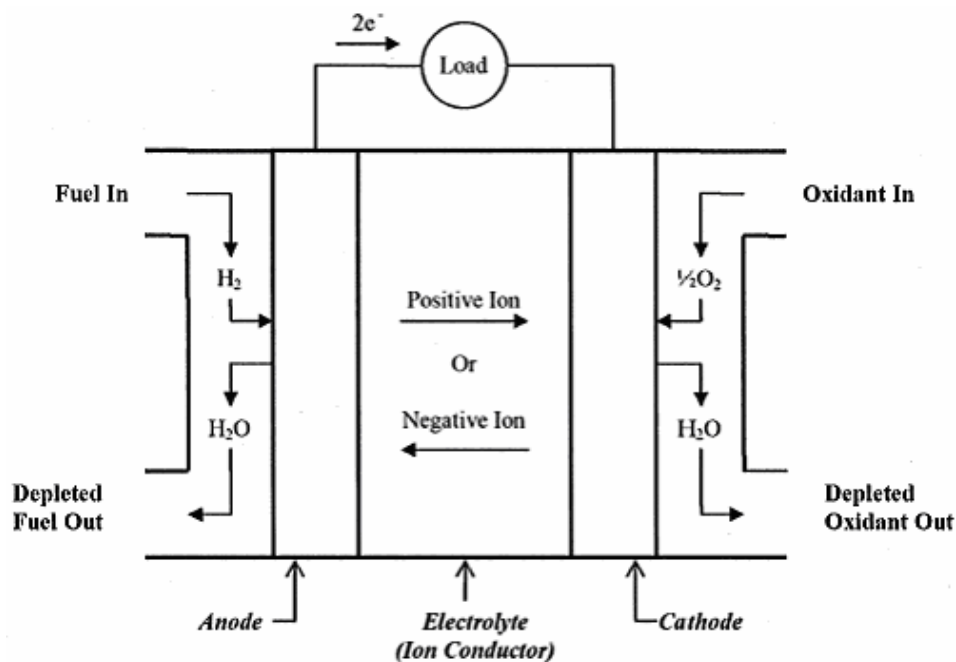 2e⁻
Load
Fuel In
Oxidant In
H₂
½O₂
Positive Ion
Or
Negative Ion
H₂O
H₂O
Depleted
Fuel Out
Depleted
Oxidant Out
Anode
Electrolyte
(Ion Conductor)
Cathode